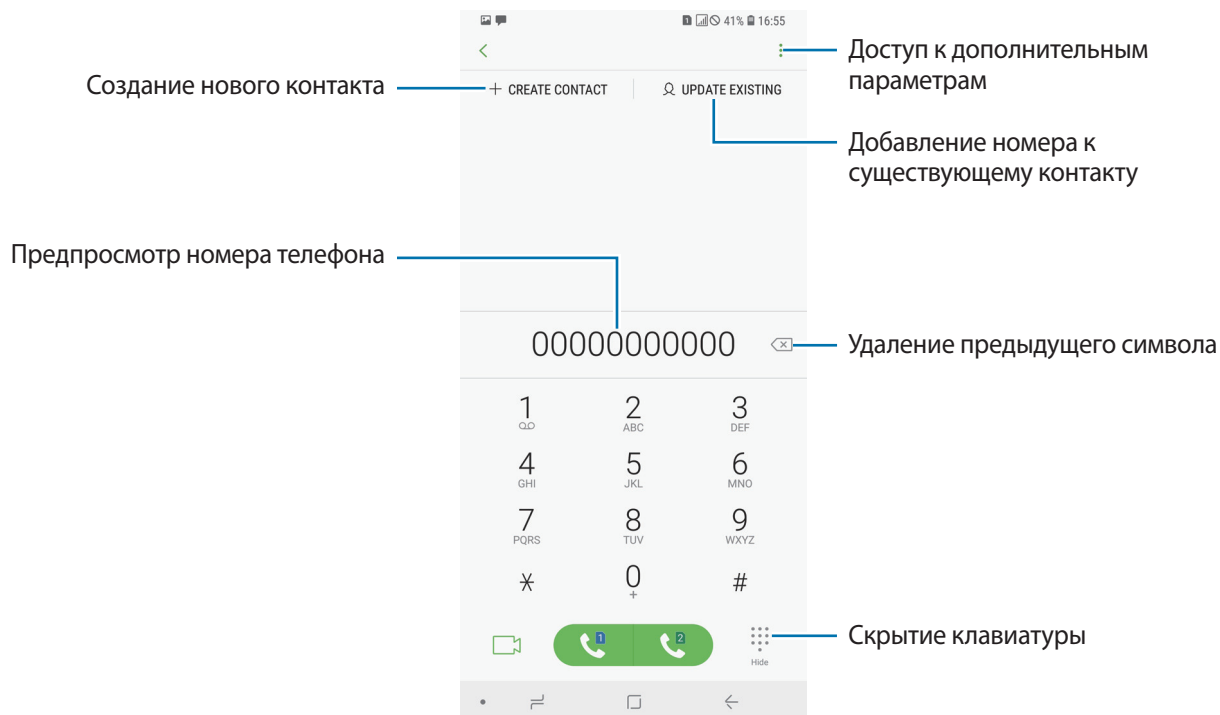 41% 16:55
Доступ к дополнительным
параметрам
Создание нового контакта
CREATE CONTACT
UPDATE EXISTING
Добавление номера к
существующему контакту
Предпросмотр номера телефона
00000000000
Удаление предыдущего символа
1 2 3
ABC DEF
4 5 6
GHI JKL MNO
7 8 9
PQRS TUV WXYZ
* 0 #
+
1 2
Hide
Скрытие клавиатуры